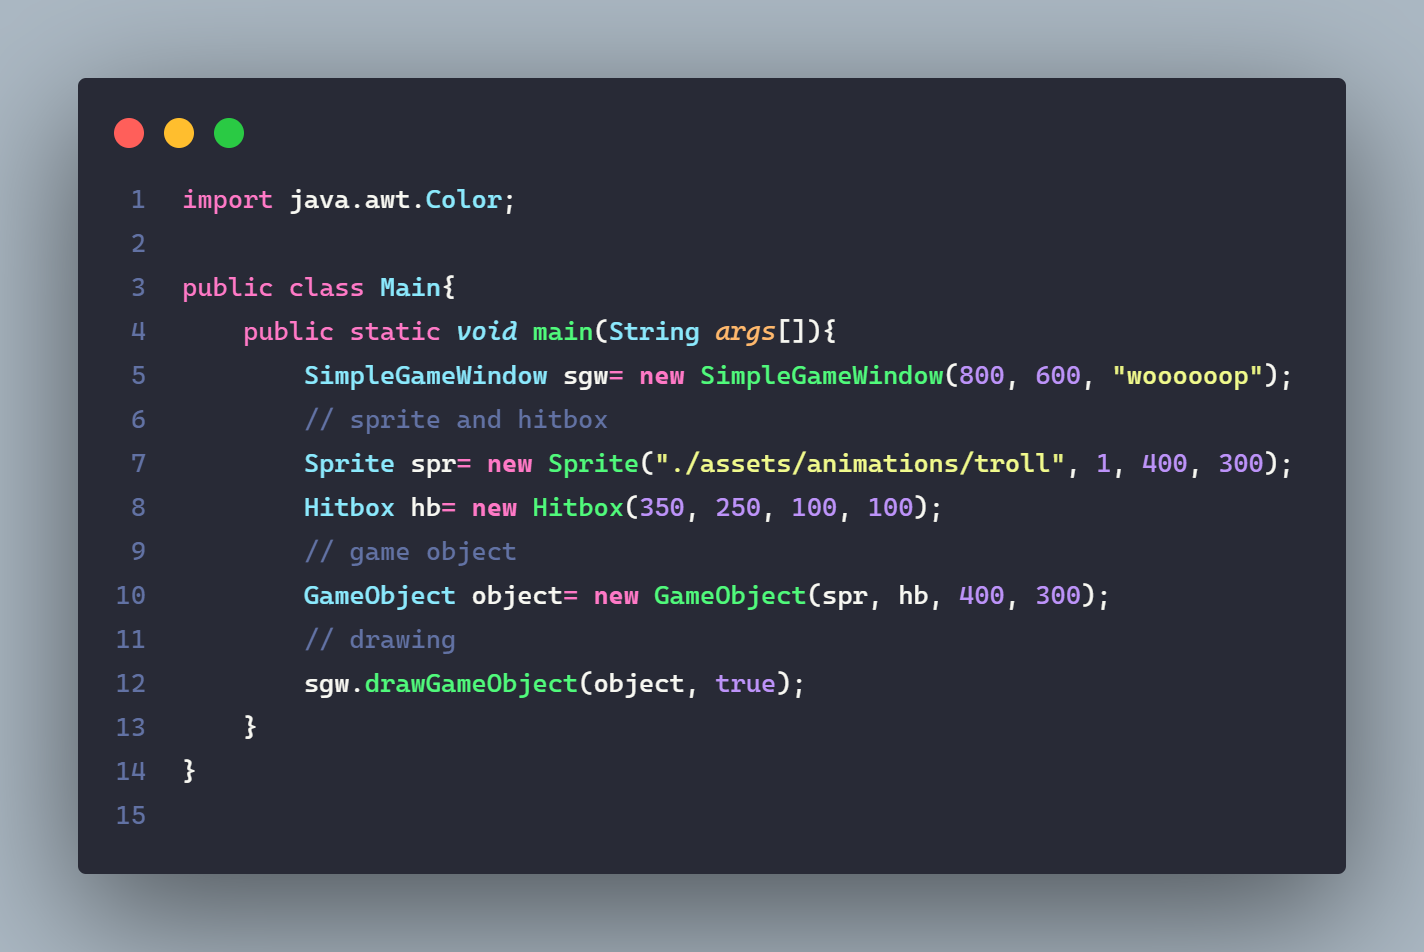 1 import java.awt.Color;
2
3 public class Main{
4     public static void main(String args[]){
5         SimpleGameWindow sgw= new SimpleGameWindow(800, 600, "woooooop");
6         // sprite and hitbox
7         Sprite spr= new Sprite("./assets/animations/troll", 1, 400, 300);
8         Hitbox hb= new Hitbox(350, 250, 100, 100);
9         // game object
10         GameObject object= new GameObject(spr, hb, 400, 300);
11         // drawing
12         sgw.drawGameObject(object, true);
13     }
14 }
15